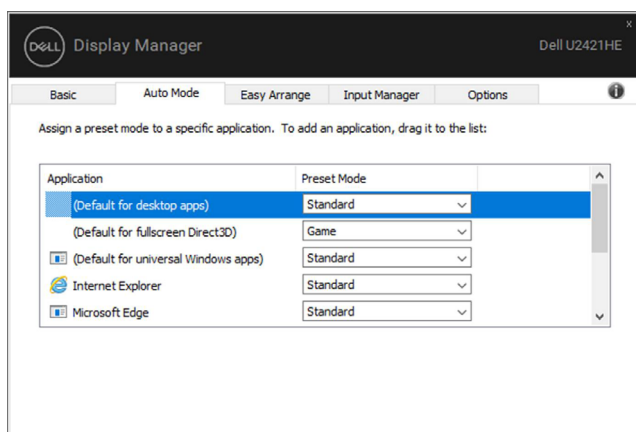 DELL Display Manager Dell U2421HE
Basic Auto Mode Easy Arrange Input Manager Options
Assign a preset mode to a specific application. To add an application, drag it to the list:
Application Preset Mode
(Default for desktop apps) Standard
(Default for fullscreen Direct3D) Game
(Default for universal Windows apps) Standard
Internet Explorer Standard
Microsoft Edge Standard